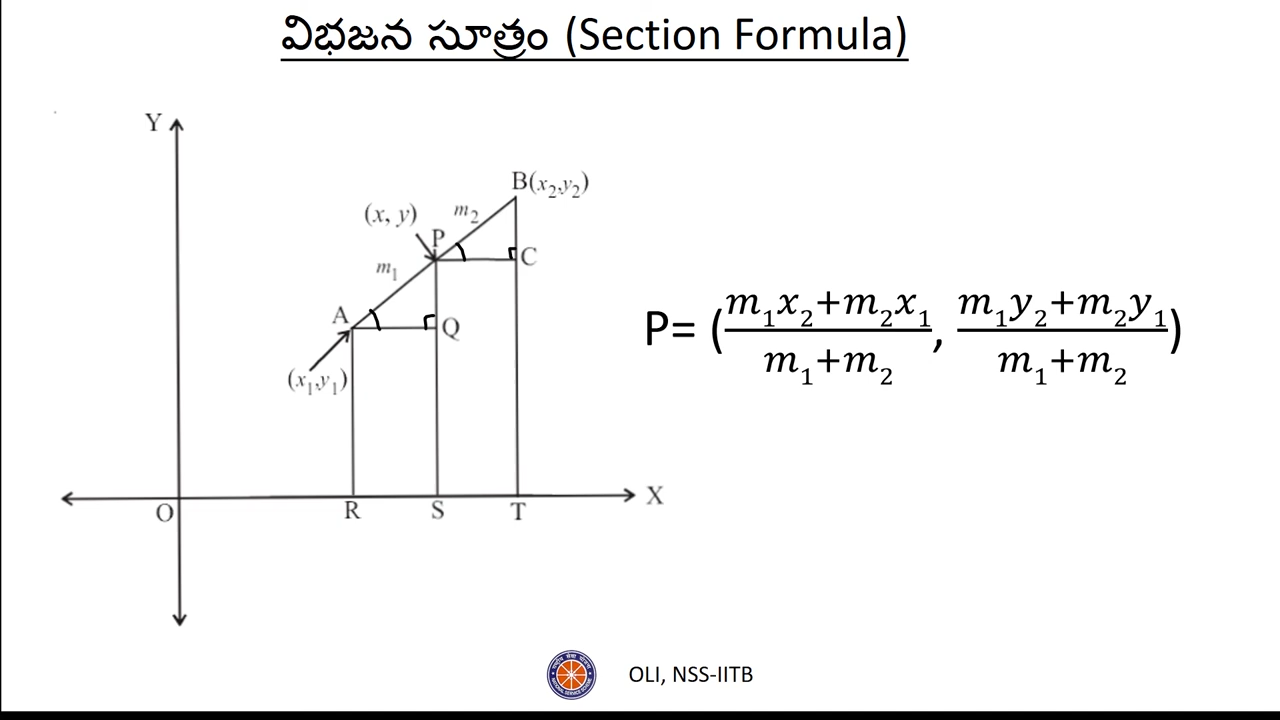 విభజన సూత్రం (Section Formula)
Y
B(x₂,y₂)
(x, y)
m₂
P
C
m₁
A
Q
(x₁,y₁)
P= (m₁x₂+m₂x₁/m₁+m₂, m₁y₂+m₂y₁/m₁+m₂)
X
O
R
S
T
OLI, NSS-IITB